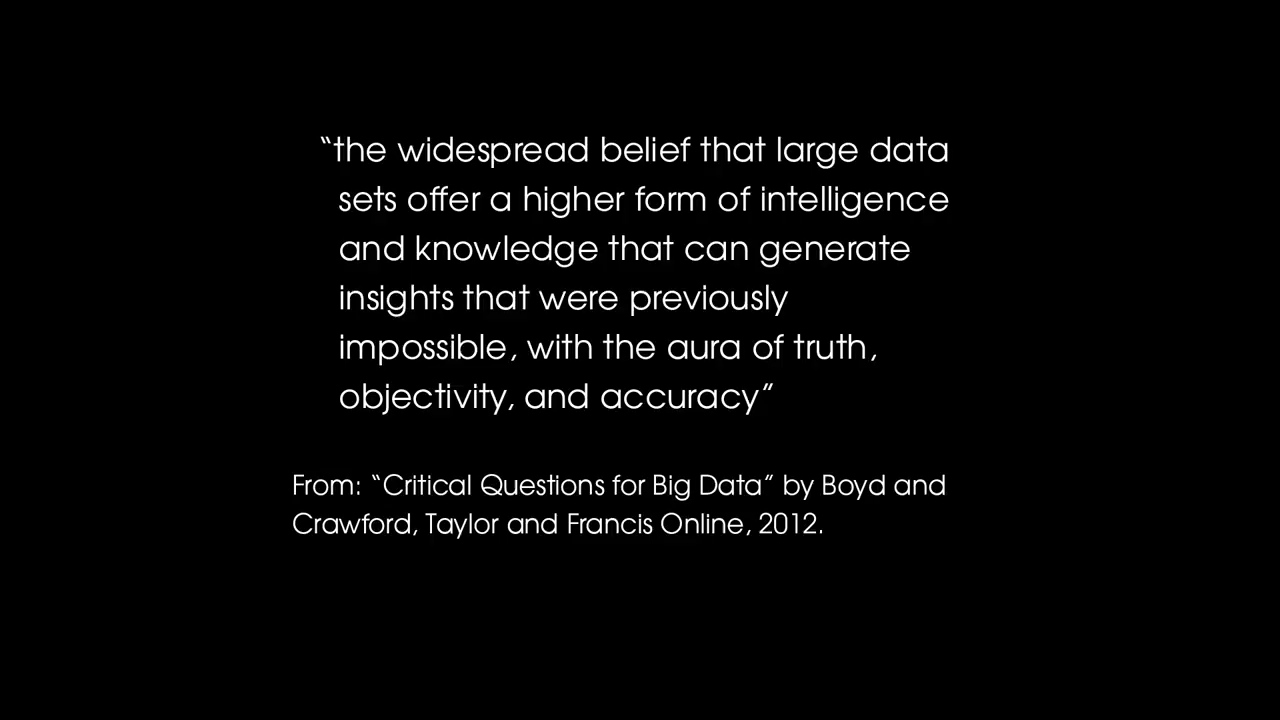 “the widespread belief that large data
sets offer a higher form of intelligence
and knowledge that can generate
insights that were previously
impossible, with the aura of truth,
objectivity, and accuracy”
From: “Critical Questions for Big Data” by Boyd and
Crawford, Taylor and Francis Online, 2012.